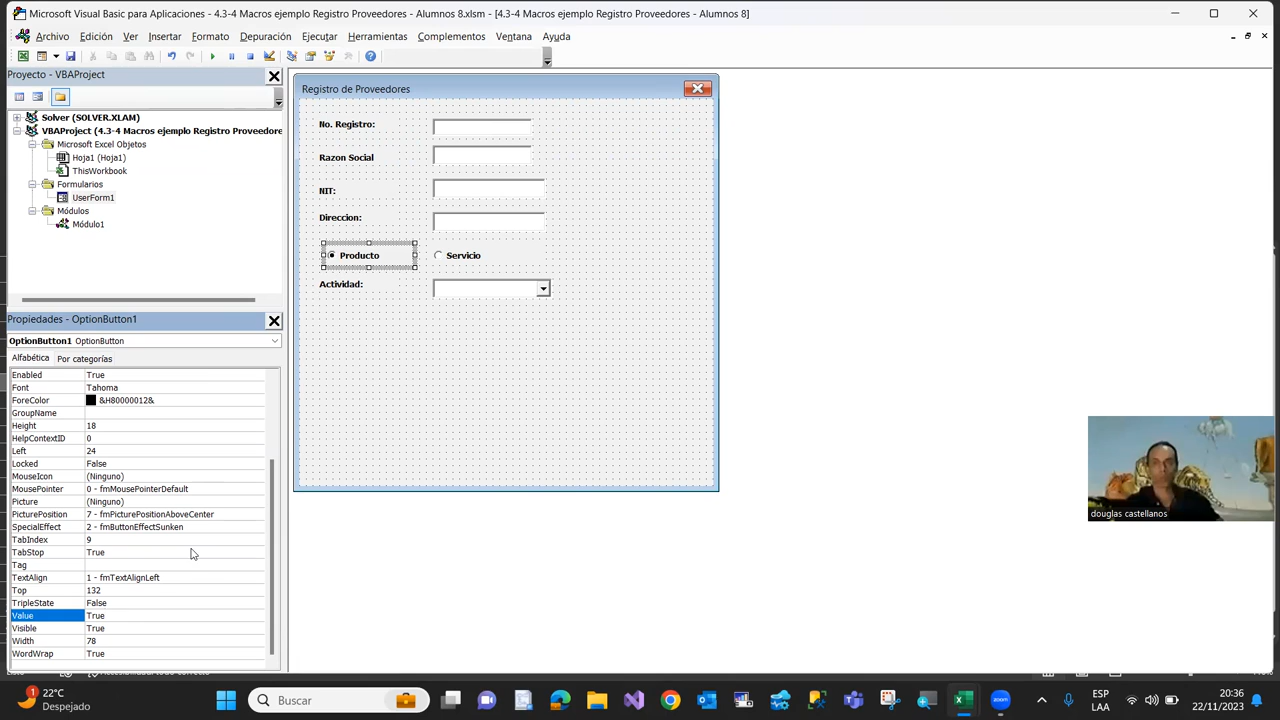 Microsoft Visual Basic para Aplicaciones - 4.3-4 Macros ejemplo Registro Proveedores - Alumnos 8.xlsm - [4.3-4 Macros ejemplo Registro Proveedores - Alumnos 8]
Archivo Edición Ver Insertar Formato Depuración Ejecutar Herramientas Complementos Ventana Ayuda
Proyecto - VBAProject
Solver (SOLVER.XLAM)
VBAProject (4.3-4 Macros ejemplo Registro Proveedore
Microsoft Excel Objetos
Hoja1 (Hoja1)
ThisWorkbook
Formularios
UserForm1
Módulos
Módulo1
Propiedades - OptionButton1
OptionButton1 OptionButton
Alfabética Por categorías
Enabled True
Font Tahoma
ForeColor &H80000012&
GroupName
Height 18
HelpContextID 0
Left 24
Locked False
MouseIcon (Ninguno)
MousePointer 0 - fmMousePointerDefault
Picture (Ninguno)
PicturePosition 7 - fmPicturePositionAboveCenter
SpecialEffect 2 - fmButtonEffectSunken
TabIndex 9
TabStop True
Tag
TextAlign 1 - fmTextAlignLeft
Top 132
TripleState False
Value True
Visible True
Width 78
WordWrap True
Registro de Proveedores
No. Registro:
Razon Social
NIT:
Direccion:
Producto Servicio
Actividad:
douglas castellanos
22°C
Despejado
1
Buscar
ESP
LAA
20:36
22/11/2023